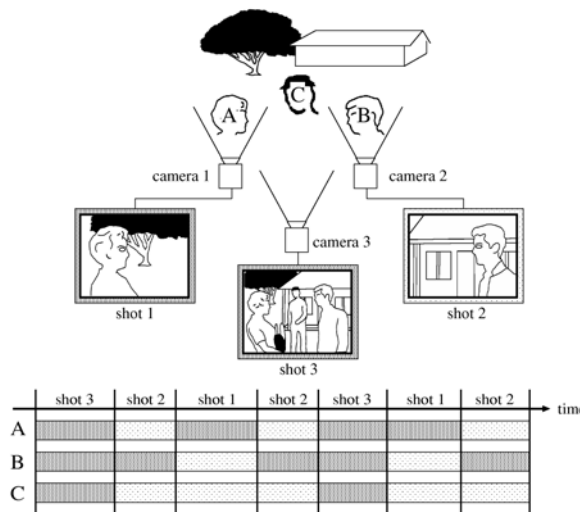 C
A
B
camera 1
camera 2
camera 3
shot 1
shot 2
shot 3
shot 3 shot 2 shot 1 shot 2 shot 3 shot 1 shot 2
time
A
B
C